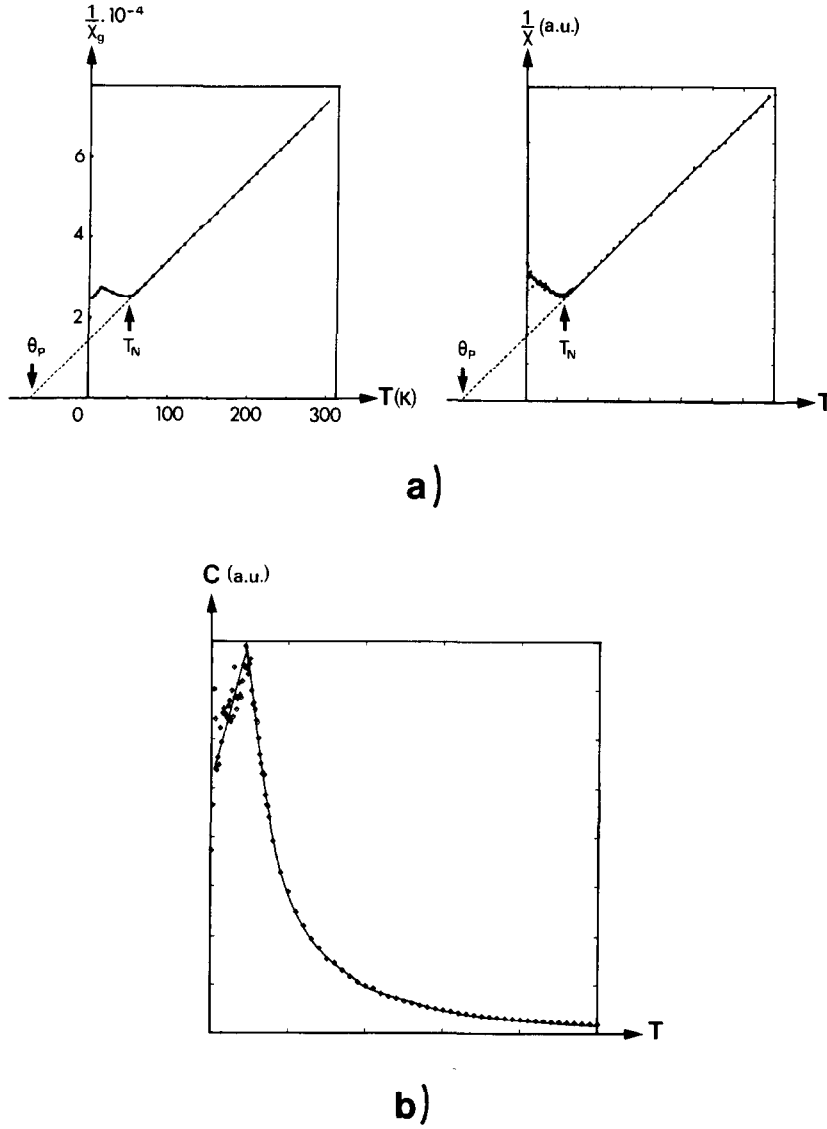 1/χg . 10⁻⁴
6
4
2
θP
TN
0
100
200
300
T (K)
1/χ (a.u.)
θP
TN
T
a)
C (a.u.)
T
b)